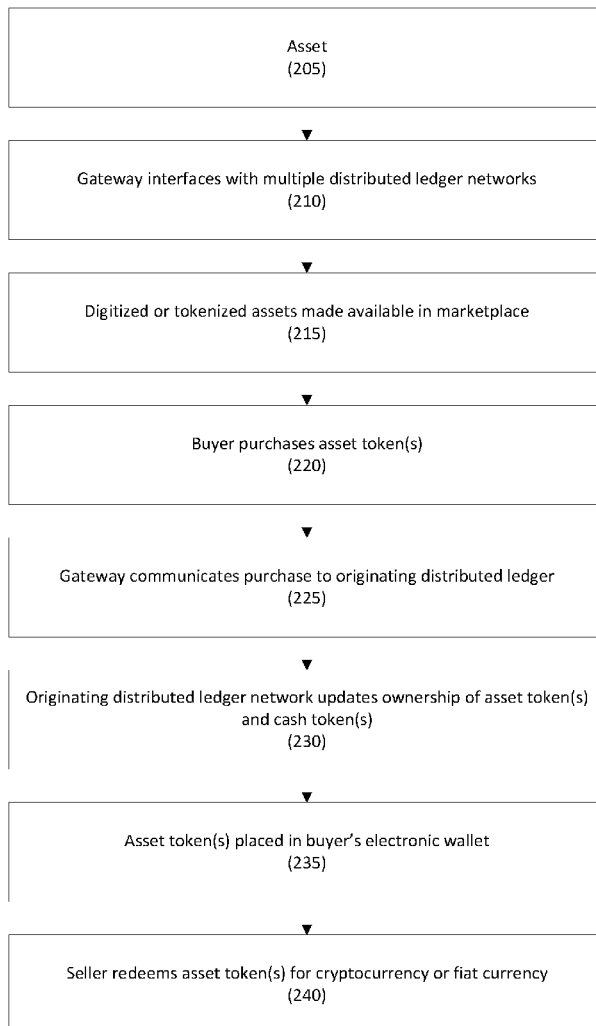 Asset
(205)
Gateway interfaces with multiple distributed ledger networks
(210)
Digitized or tokenized assets made available in marketplace
(215)
Buyer purchases asset token(s)
(220)
Gateway communicates purchase to originating distributed ledger
(225)
Originating distributed ledger network updates ownership of asset token(s)
and cash token(s)
(230)
Asset token(s) placed in buyer’s electronic wallet
(235)
Seller redeems asset token(s) for cryptocurrency or fiat currency
(240)